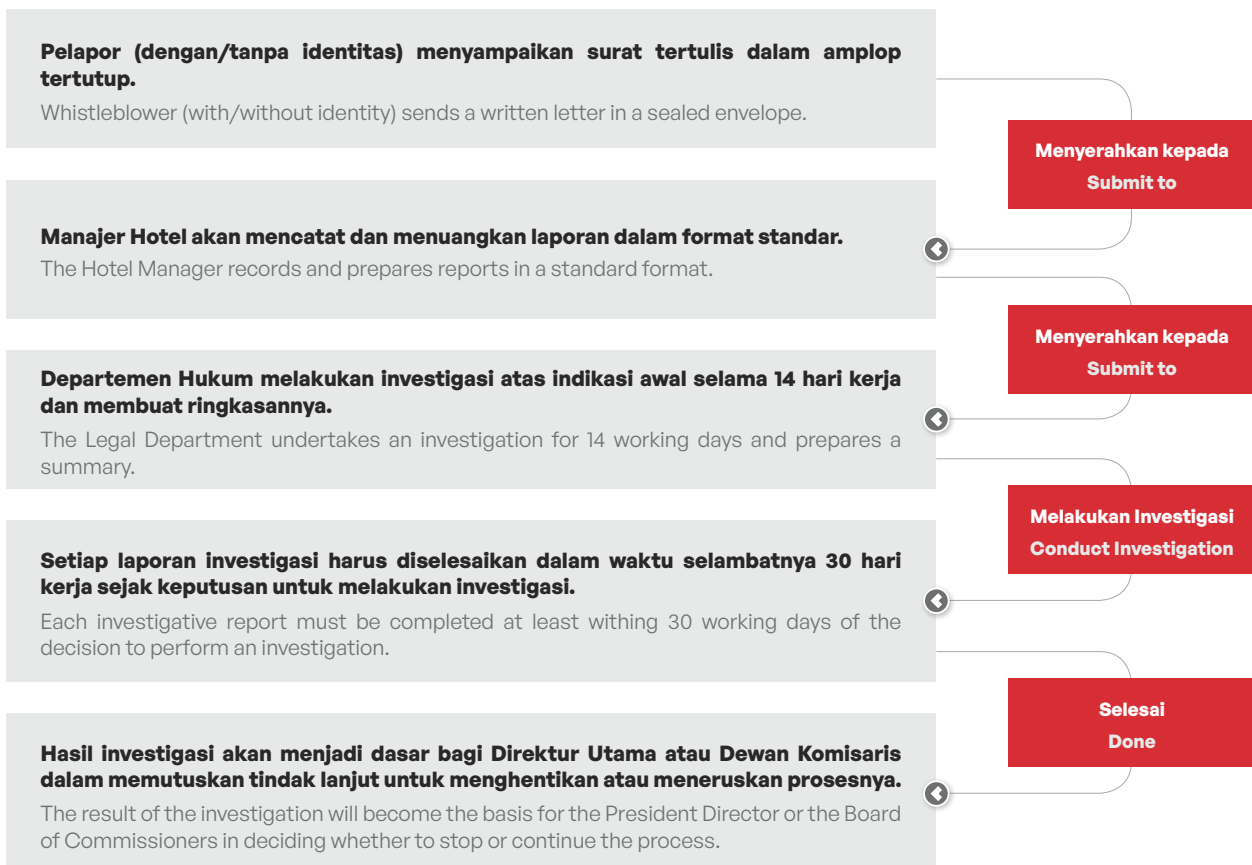 Pelapor (dengan/tanpa identitas) menyampaikan surat tertulis dalam amplop
tertutup.
Whistleblower (with/without identity) sends a written letter in a sealed envelope.
Menyerahkan kepada
Submit to
Manajer Hotel akan mencatat dan menuangkan laporan dalam format standar.
The Hotel Manager records and prepares reports in a standard format.
Menyerahkan kepada
Submit to
Departemen Hukum melakukan investigasi atas indikasi awal selama 14 hari kerja
dan membuat ringkasannya.
The Legal Department undertakes an investigation for 14 working days and prepares a
summary.
Melakukan Investigasi
Conduct Investigation
Setiap laporan investigasi harus diselesaikan dalam waktu selambatnya 30 hari
kerja sejak keputusan untuk melakukan investigasi.
Each investigative report must be completed at least withing 30 working days of the
decision to perform an investigation.
Selesai
Done
Hasil investigasi akan menjadi dasar bagi Direktur Utama atau Dewan Komisaris
dalam memutuskan tindak lanjut untuk menghentikan atau meneruskan prosesnya.
The result of the investigation will become the basis for the President Director or the Board
of Commissioners in deciding whether to stop or continue the process.